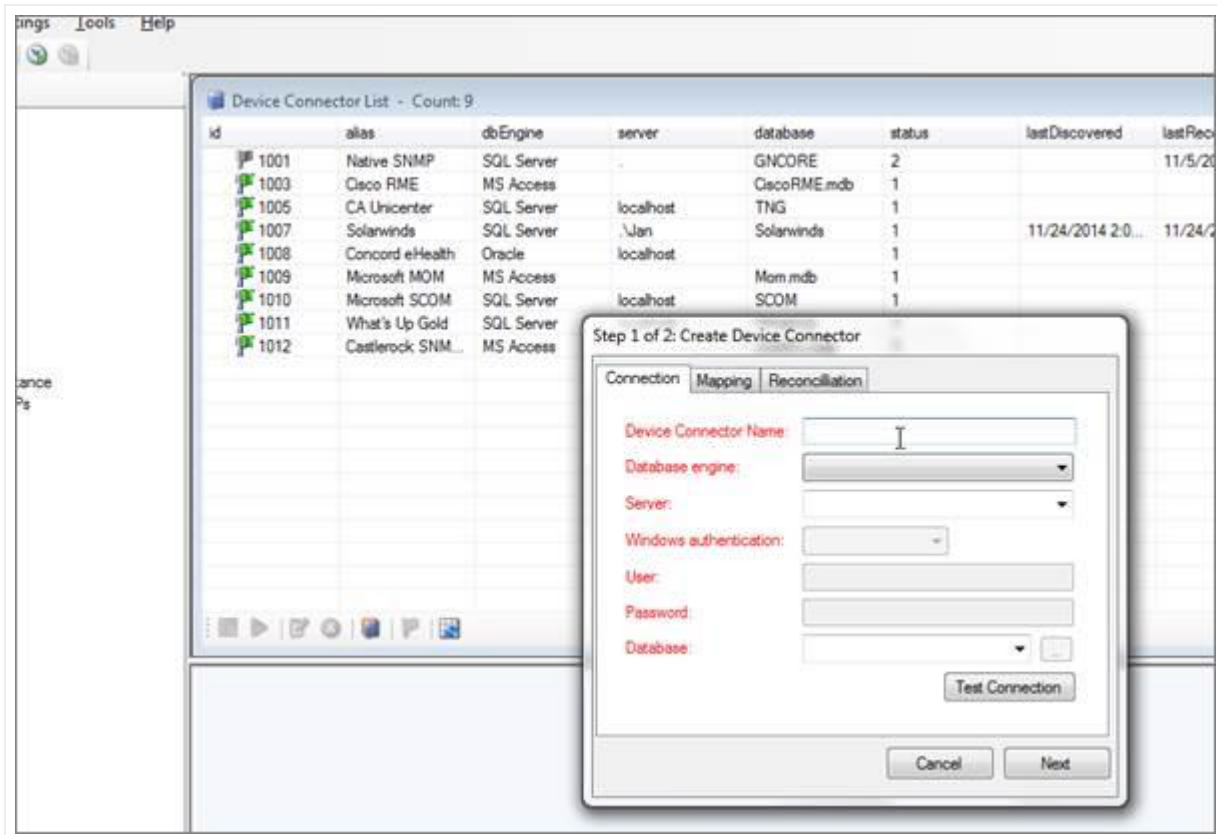 tings Tools Help
Device Connector List - Count: 9
id alias dbEngine server database status lastDiscovered lastReco
1001 Native SNMP SQL Server . GNCORE 2 11/5/20
1003 Cisco RME MS Access CiscoRME.mdb 1
1005 CA Unicenter SQL Server localhost TNG 1
1007 Solarwinds SQL Server .\Jan Solarwinds 1 11/24/2014 2:0... 11/24/2
1008 Concord eHealth Oracle localhost 1
1009 Microsoft MOM MS Access Mom.mdb 1
1010 Microsoft SCOM SQL Server localhost SCOM 1
1011 What's Up Gold SQL Server
1012 Castlerock SNM... MS Access
ance
Ps
Step 1 of 2: Create Device Connector
Connection Mapping Reconcilliation
Device Connector Name:
Database engine:
Server:
Windows authentication:
User:
Password:
Database:
...
Test Connection
Cancel Next